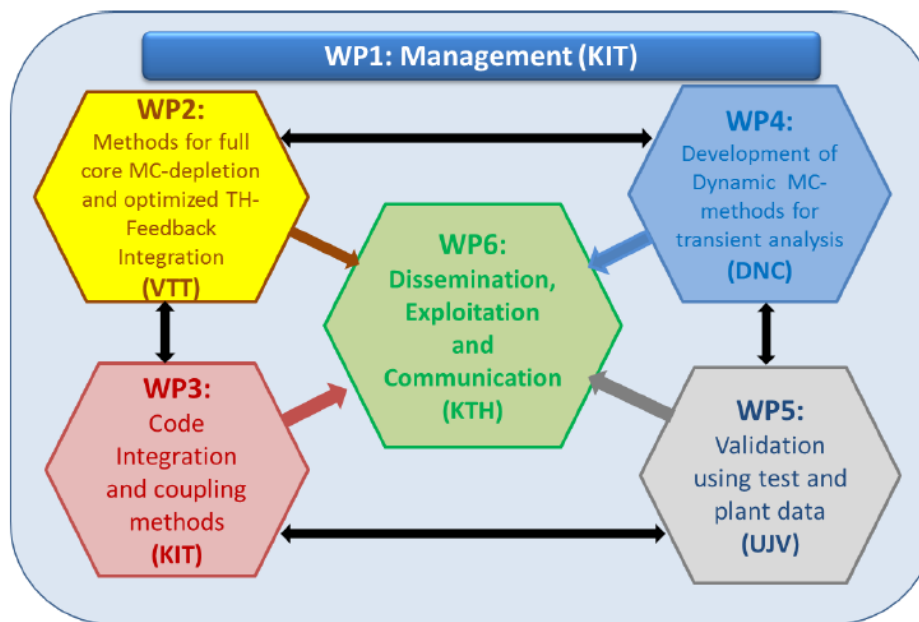 WP1: Management (KIT)
WP2:
Methods for full
core MC-depletion
and optimized TH-
Feedback
Integration
(VTT)
WP4:
Development of
Dynamic MC-
methods for
transient analysis
(DNC)
WP6:
Dissemination,
Exploitation
and
Communication
(KTH)
WP3:
Code
Integration
and coupling
methods
(KIT)
WP5:
Validation
using test and
plant data
(UJV)